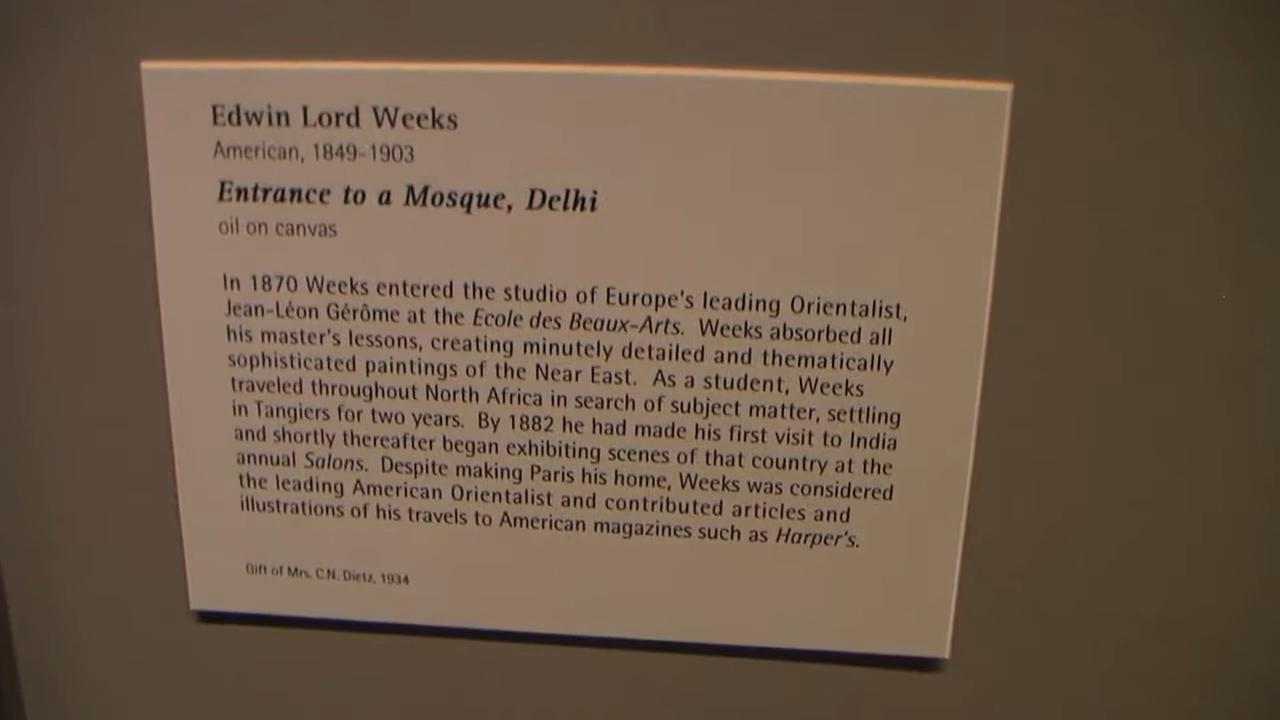 Edwin Lord Weeks
American, 1849-1903
Entrance to a Mosque, Delhi
oil on canvas
In 1870 Weeks entered the studio of Europe's leading Orientalist,
Jean-Léon Gérôme at the Ecole des Beaux-Arts. Weeks absorbed all
his master's lessons, creating minutely detailed and thematically
sophisticated paintings of the Near East. As a student, Weeks
traveled throughout North Africa in search of subject matter, settling
in Tangiers for two years. By 1882 he had made his first visit to India
and shortly thereafter began exhibiting scenes of that country at the
annual Salons. Despite making Paris his home, Weeks was considered
the leading American Orientalist and contributed articles and
illustrations of his travels to American magazines such as Harper's.
Gift of Mrs. C.N. Dietz, 1934